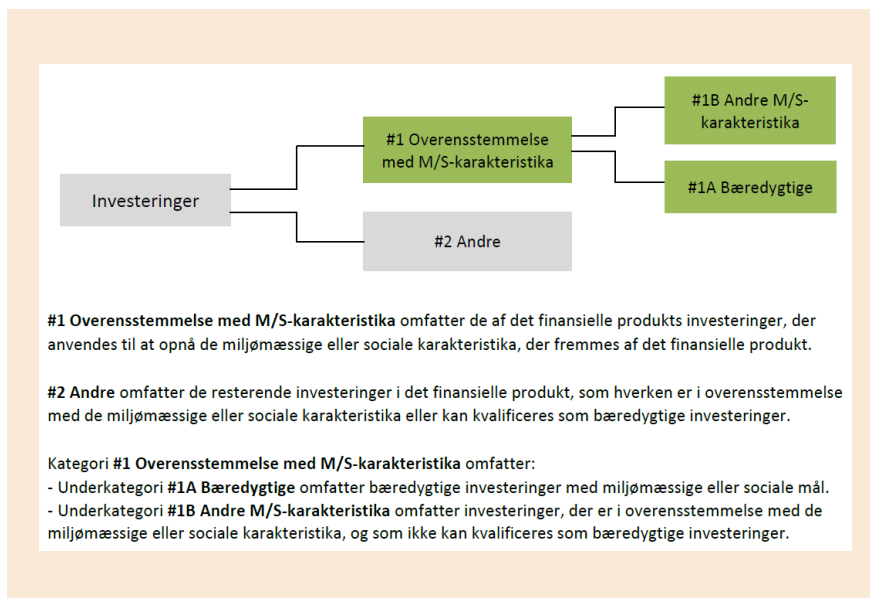 #1B Andre M/S-
karakteristika
#1 Overensstemmelse
med M/S-karakteristika
#1A Bæredygtige
Investeringer
#2 Andre
#1 Overensstemmelse med M/S-karakteristika omfatter de af det finansielle produkts investeringer, der
anvendes til at opnå de miljømæssige eller sociale karakteristika, der fremmes af det finansielle produkt.
#2 Andre omfatter de resterende investeringer i det finansielle produkt, som hverken er i overensstemmelse
med de miljømæssige eller sociale karakteristika eller kan kvalificeres som bæredygtige investeringer.
Kategori #1 Overensstemmelse med M/S-karakteristika omfatter:
- Underkategori #1A Bæredygtige omfatter bæredygtige investeringer med miljømæssige eller sociale mål.
- Underkategori #1B Andre M/S-karakteristika omfatter investeringer, der er i overensstemmelse med de
miljømæssige eller sociale karakteristika, og som ikke kan kvalificeres som bæredygtige investeringer.